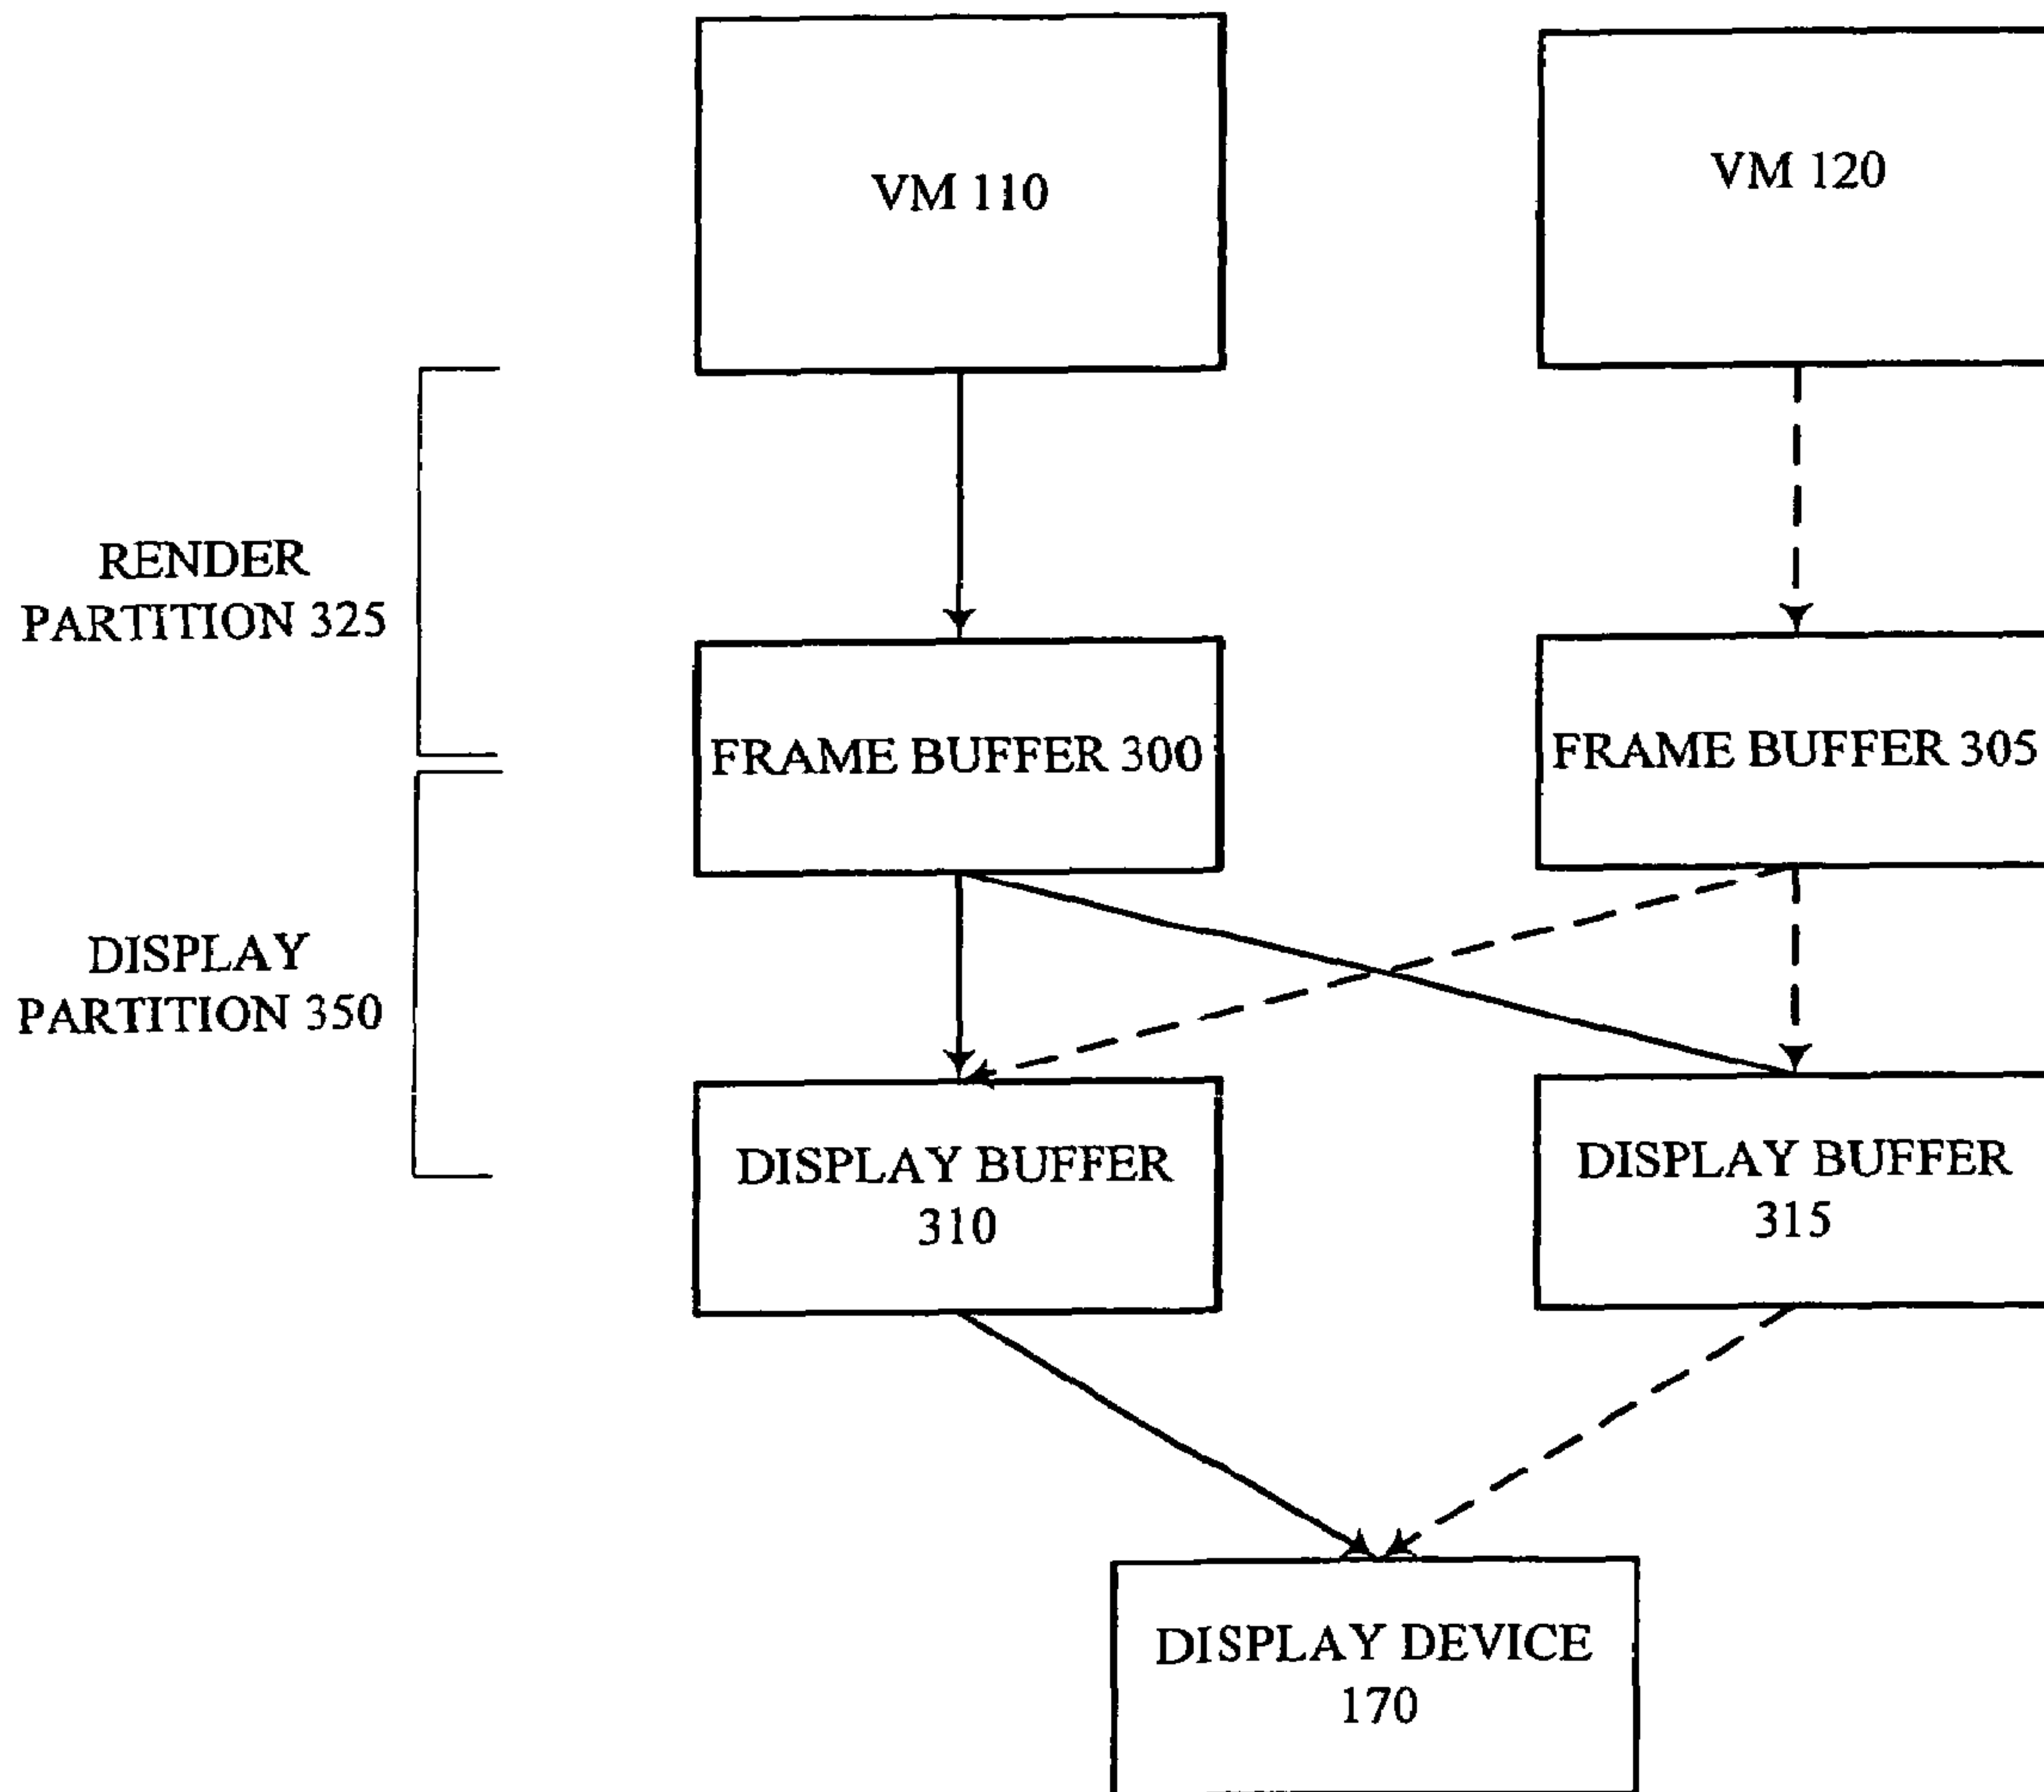 VM 110
VM 120
RENDER
PARTITION 325
FRAME BUFFER 300
FRAME BUFFER 305
DISPLAY
PARTITION 350
DISPLAY BUFFER
310
DISPLAY BUFFER
315
DISPLAY DEVICE
170